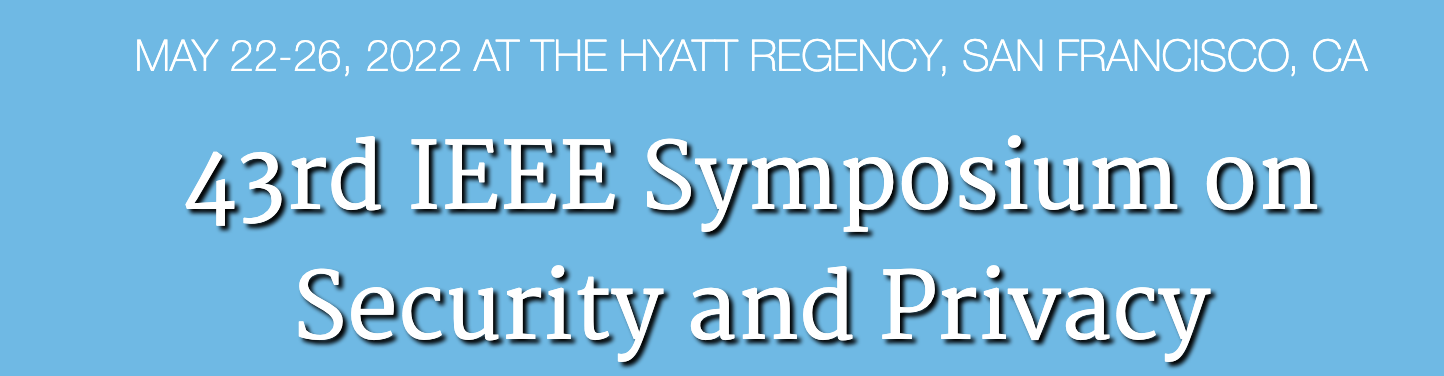 MAY 22-26, 2022 AT THE HYATT REGENCY, SAN FRANCISCO, CA
43rd IEEE Symposium on
Security and Privacy